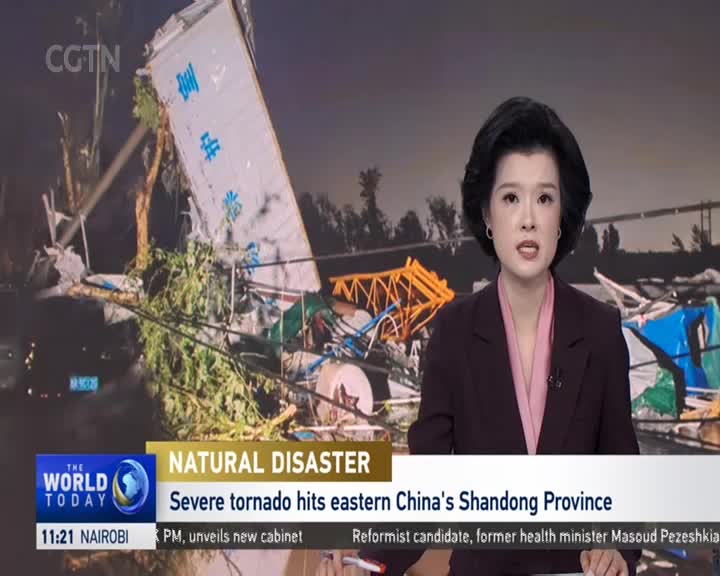 CGTN
NATURAL DISASTER
THE
WORLD
TODAY
Severe tornado hits eastern China's Shandong Province
11:21 NAIROBI
K PM, unveils new cabinet Reformist candidate, former health minister Masoud Pezeshkia